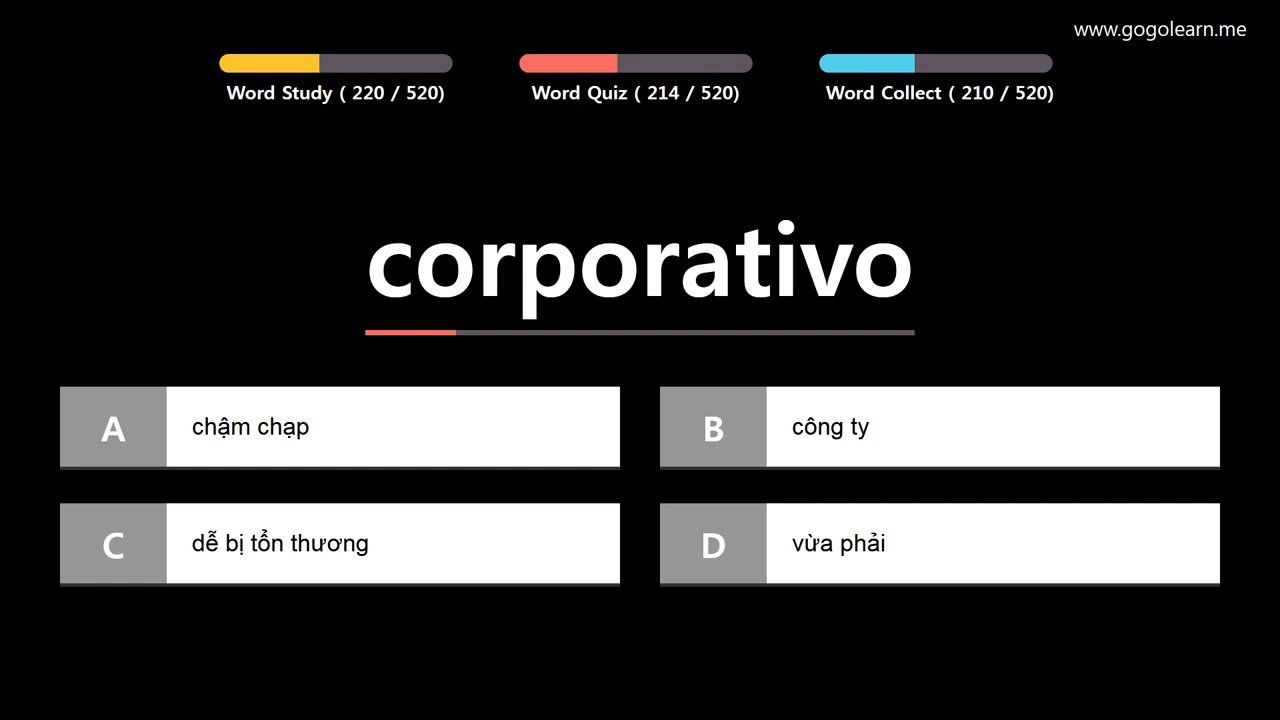 www.gogolearn.me
Word Study ( 220 / 520)
Word Quiz ( 214 / 520)
Word Collect ( 210 / 520)
corporativo
A
chậm chạp
B
công ty
C
dễ bị tổn thương
D
vừa phải